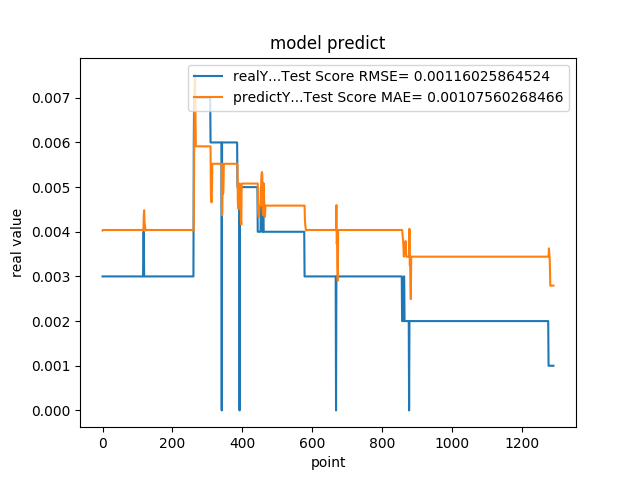 model predict
realY...Test Score RMSE= 0.00116025864524
predictY...Test Score MAE= 0.00107560268466
0.007
0.006
0.005
0.004
0.003
0.002
0.001
0.000
real value
0 200 400 600 800 1000 1200
point